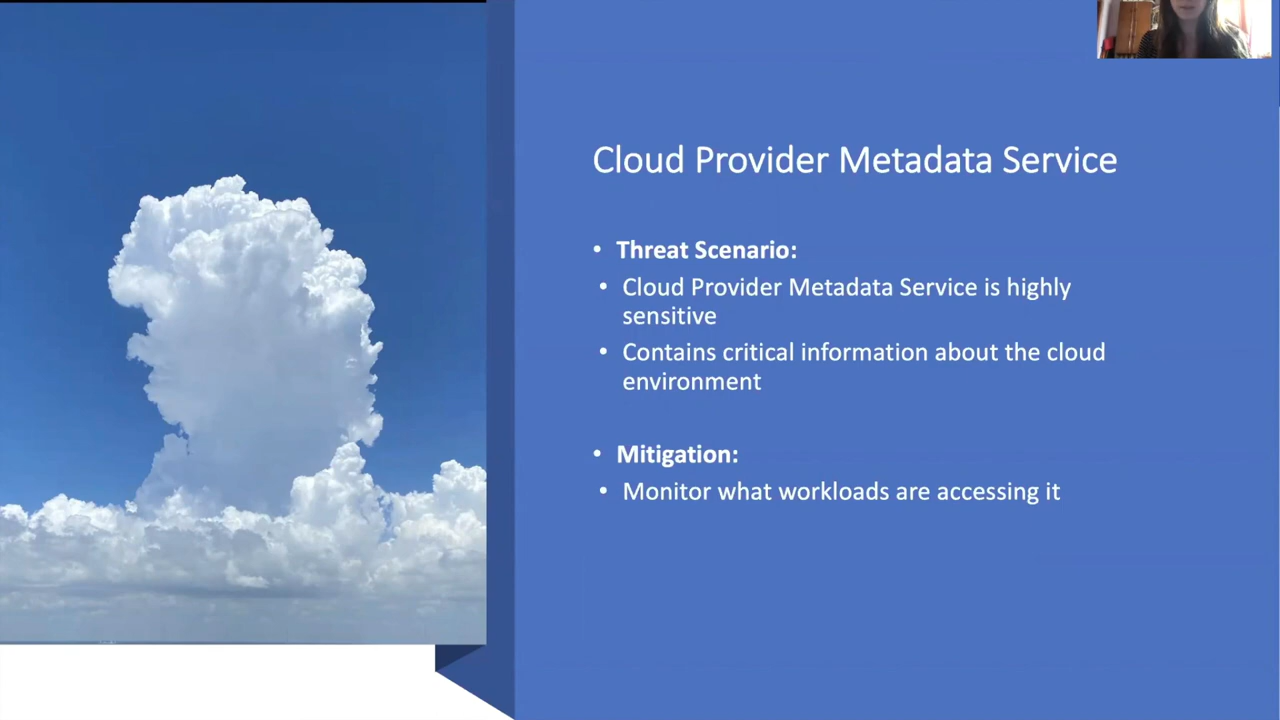 Cloud Provider Metadata Service
• Threat Scenario:
• Cloud Provider Metadata Service is highly
sensitive
• Contains critical information about the cloud
environment
• Mitigation:
• Monitor what workloads are accessing it